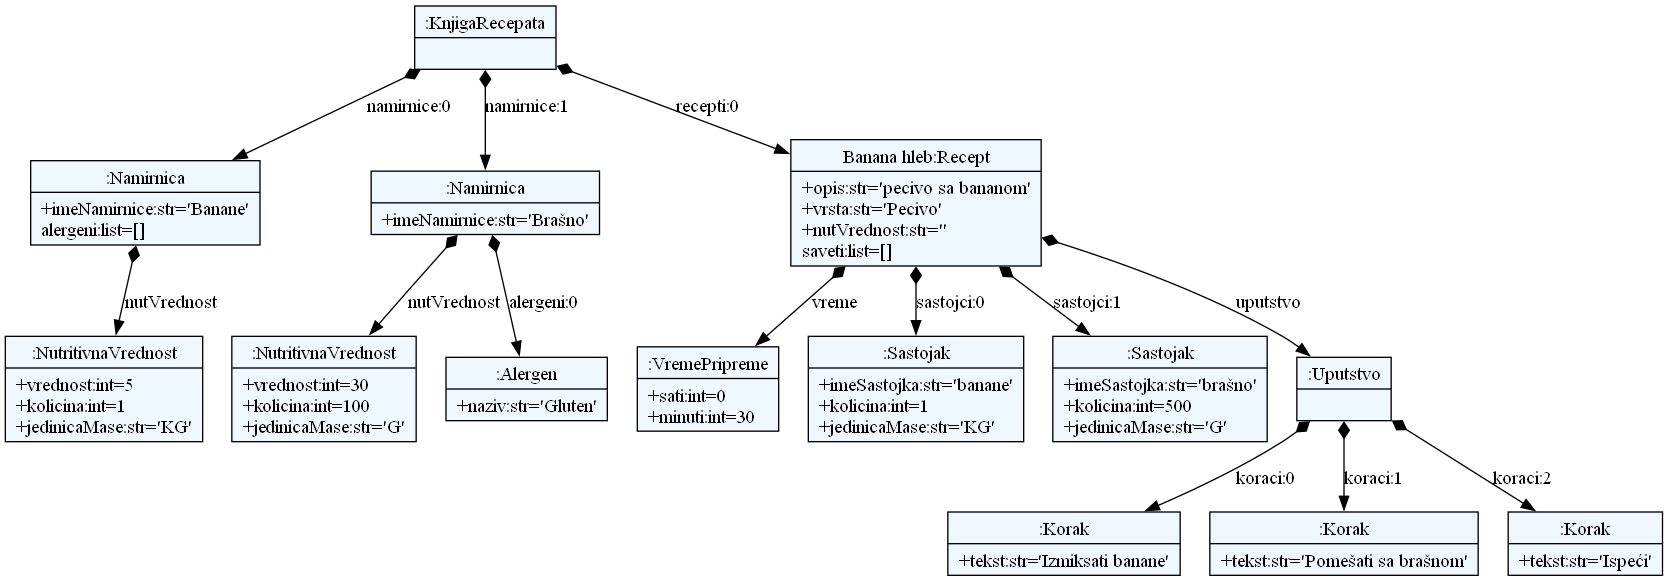 :KnjigaRecepata
namirnice:0
namirnice:1
recepti:0
:Namirnica
+imeNamirnice:str='Banane'
alergeni:list=[]
:Namirnica
+imeNamirnice:str='Brašno'
Banana hleb:Recept
+opis:str='pecivo sa bananom'
+vrsta:str='Pecivo'
+nutVrednost:str=''
saveti:list=[]
nutVrednost
nutVrednost
alergeni:0
vreme
sastojci:0
sastojci:1
uputstvo
:NutritivnaVrednost
+vrednost:int=5
+kolicina:int=1
+jedinicaMase:str='KG'
:NutritivnaVrednost
+vrednost:int=30
+kolicina:int=100
+jedinicaMase:str='G'
:Alergen
+naziv:str='Gluten'
:VremePripreme
+sati:int=0
+minuti:int=30
:Sastojak
+imeSastojka:str='banane'
+kolicina:int=1
+jedinicaMase:str='KG'
:Sastojak
+imeSastojka:str='brašno'
+kolicina:int=500
+jedinicaMase:str='G'
:Uputstvo
koraci:0
koraci:1
koraci:2
:Korak
+tekst:str='Izmiksati banane'
:Korak
+tekst:str='Pomešati sa brašnom'
:Korak
+tekst:str='Ispeći'